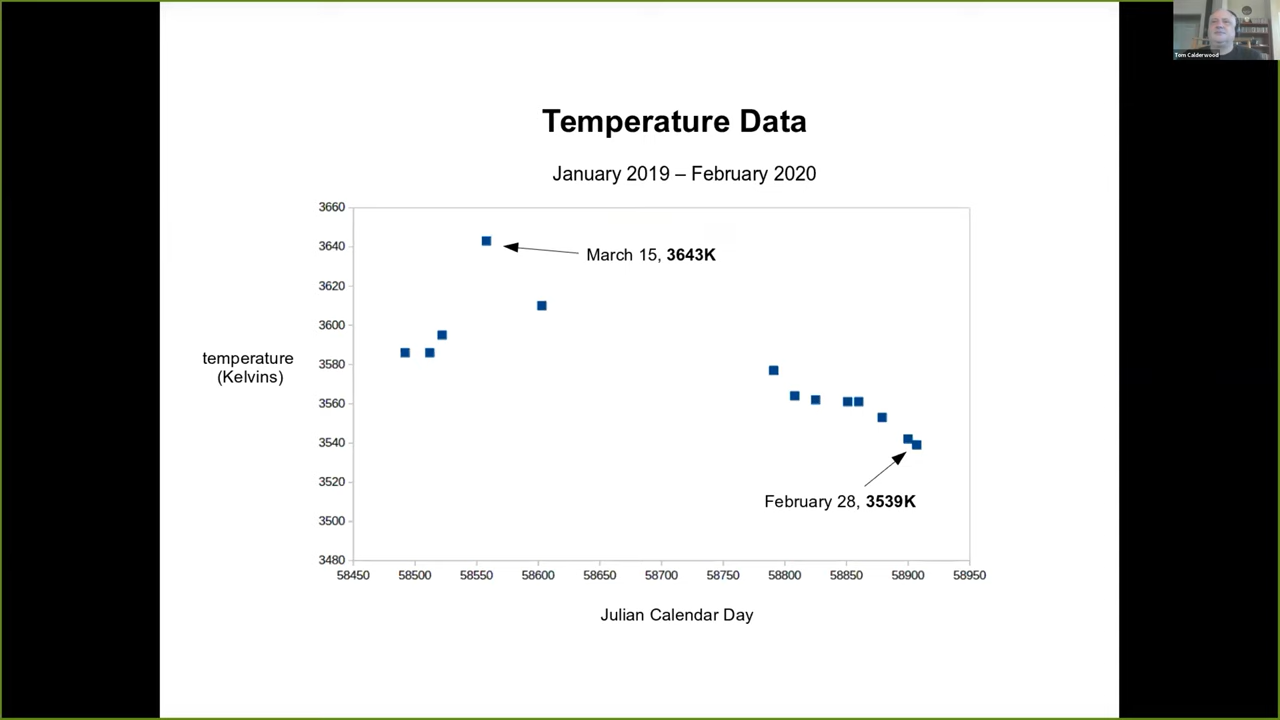 Tom Calderwood
Temperature Data
January 2019 – February 2020
3660
3640
3620
3600
3580
3560
3540
3520
3500
3480
March 15, 3643K
temperature
(Kelvins)
February 28, 3539K
58450 58500 58550 58600 58650 58700 58750 58800 58850 58900 58950
Julian Calendar Day